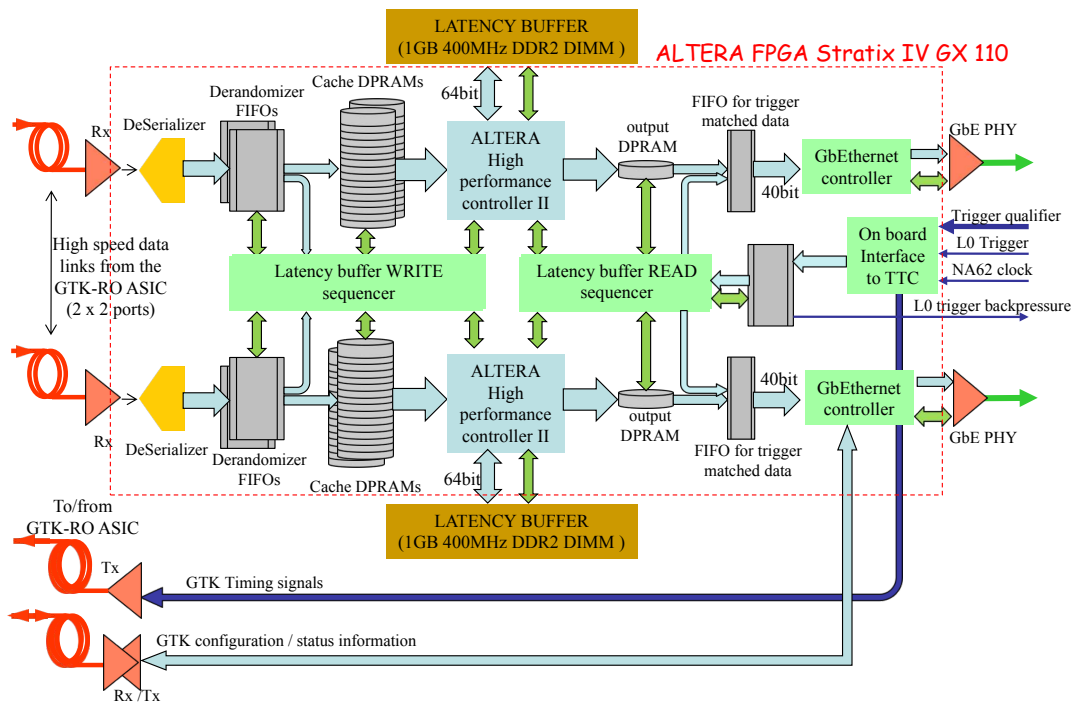 LATENCY BUFFER
(1GB 400MHz DDR2 DIMM )
ALTERA FPGA Stratix IV GX 110
Cache DPRAMs
64bit
Derandomizer
FIFOs
FIFO for trigger
matched data
GbE PHY
Rx
DeSerializer
ALTERA
High
performance
controller II
output
DPRAM
GbEthernet
controller
40bit
High speed data
links from the
GTK-RO ASIC
(2 x 2 ports)
Latency buffer WRITE
sequencer
Latency buffer READ
sequencer
On board
Interface
to TTC
Trigger qualifier
L0 Trigger
NA62 clock
L0 trigger backpressure
Rx
DeSerializer
Derandomizer
FIFOs
Cache DPRAMs
ALTERA
High
performance
controller II
64bit
output
DPRAM
40bit
FIFO for trigger
matched data
GbEthernet
controller
GbE PHY
LATENCY BUFFER
(1GB 400MHz DDR2 DIMM )
To/from
GTK-RO ASIC
Tx
GTK Timing signals
GTK configuration / status information
Rx /Tx